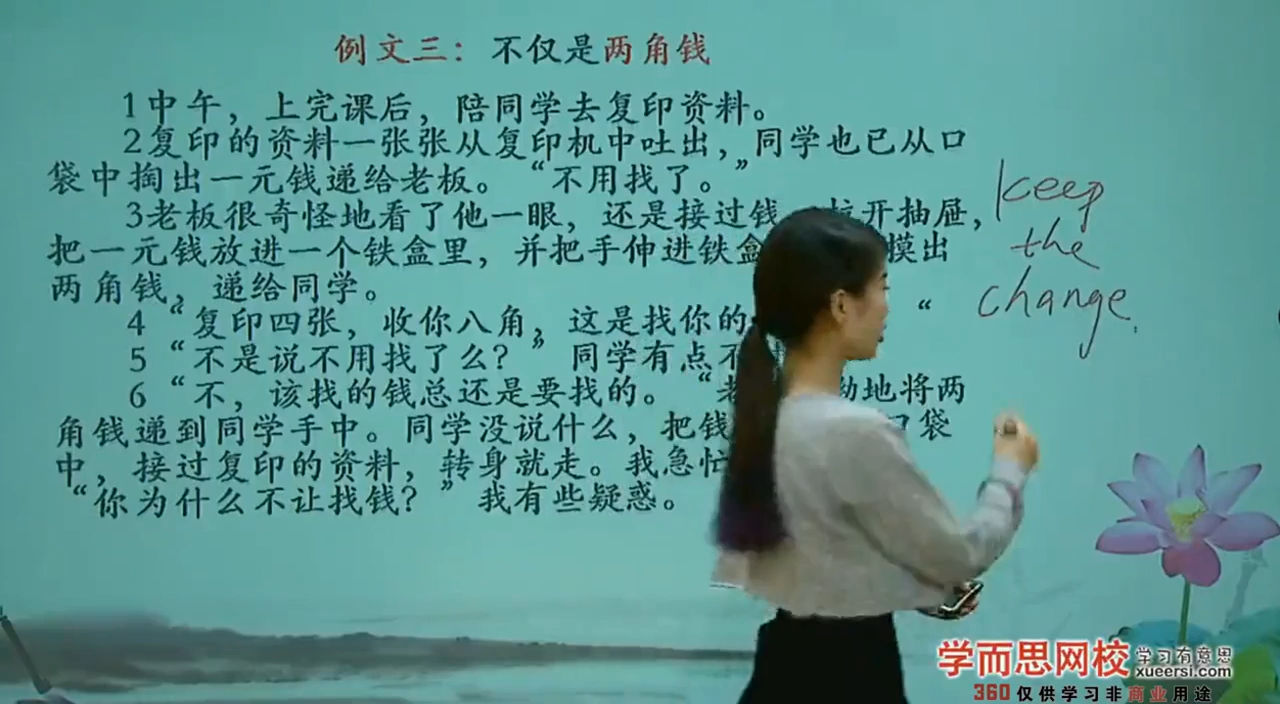 例文三：不仅是两角钱
1中午，上完课后，陪同学去复印资料。
2复印的资料一张张从复印机中吐出，同学也已从口
袋中掏出一元钱递给老板。“不用找了。”
3老板很奇怪地看了他一眼，还是接过钱 开抽屉，
把一元钱放进一个铁盒里，并把手伸进铁盒 摸出
两角钱，递给同学。
4 “复印四张，收你八角，这是找你的 “
5 “不是说不用找了么？” 同学有点不
6 “不，该找的钱总还是要找的。“老 地将两
角钱递到同学手中。同学没说什么，把钱 口袋
中，接过复印的资料，转身就走。我急忙
“你为什么不让找钱？” 我有些疑惑。
keep
the
change.
学而思网校 学习有意思
xueersi.com
360仅供学习非商业用途